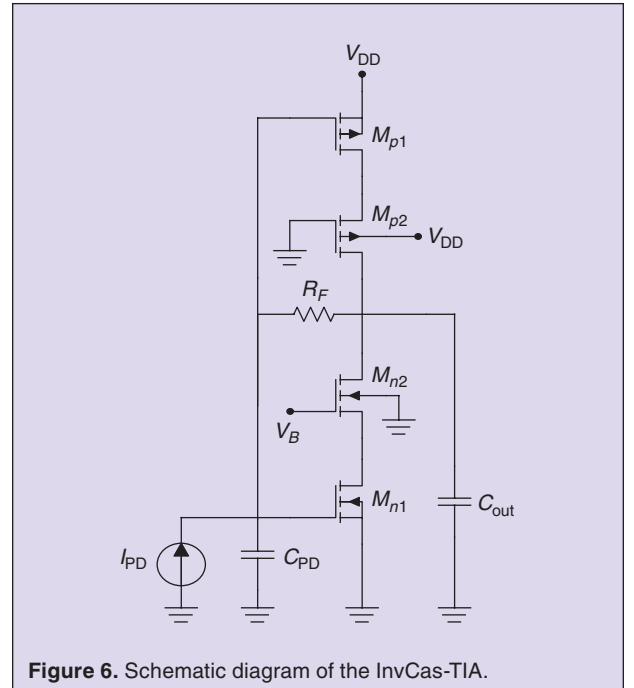 V_DD
M_p1
M_p2
V_DD
R_F
M_n2
V_B
M_n1
C_out
I_PD
C_PD
Figure 6. Schematic diagram of the InvCas-TIA.